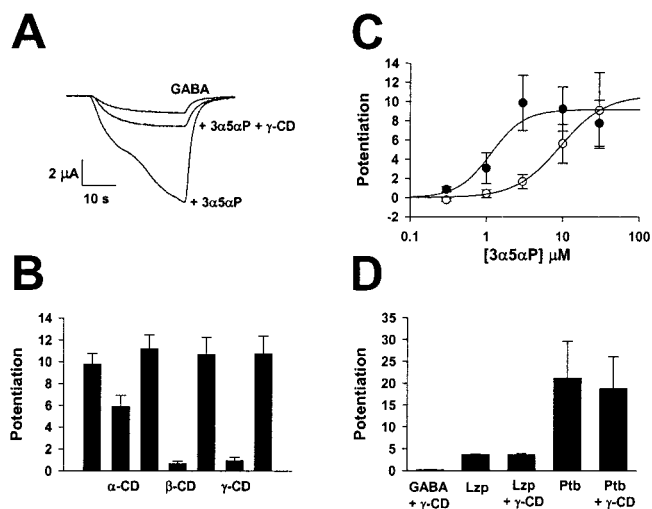 A
GABA
+ 3α5αP + γ-CD
+ 3α5αP
2 µA
10 s
B
Potentiation
14
12
10
8
6
4
2
0
α-CD β-CD γ-CD
C
Potentiation
14
12
10
8
6
4
2
0
-2
0.1 1 10 100
[3α5αP] µM
D
Potentiation
35
30
25
20
15
10
5
0
GABA Lzp Lzp Ptb Ptb
+ γ-CD + γ-CD + γ-CD